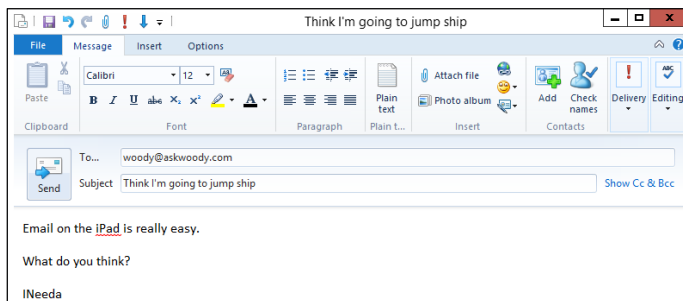 Think I'm going to jump ship
File Message Insert Options
Paste
Calibri 12
B I U abc X₂ X² A
Plain text
Attach file
Photo album
Add
Check names
Delivery
Editing
Clipboard Font Paragraph Plain t... Insert Contacts
Send
To... woody@askwoody.com
Subject Think I'm going to jump ship Show Cc & Bcc
Email on the iPad is really easy.
What do you think?
INeeda